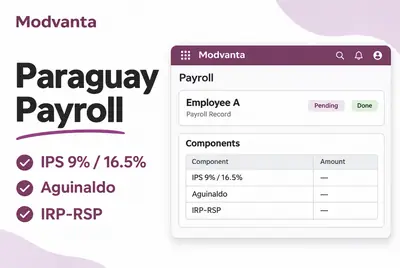 Modvanta
Paraguay
Payroll
IPS 9% / 16.5%
Aguinaldo
IRP-RSP
Modvanta
Payroll
Employee A
Payroll Record
Pending
Done
Components
Component Amount
IPS 9% / 16.5% —
Aguinaldo —
IRP-RSP —